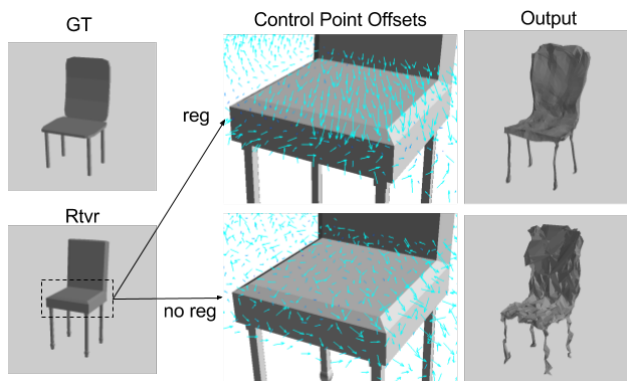 GT
Control Point Offsets
Output
reg
Rtvr
no reg